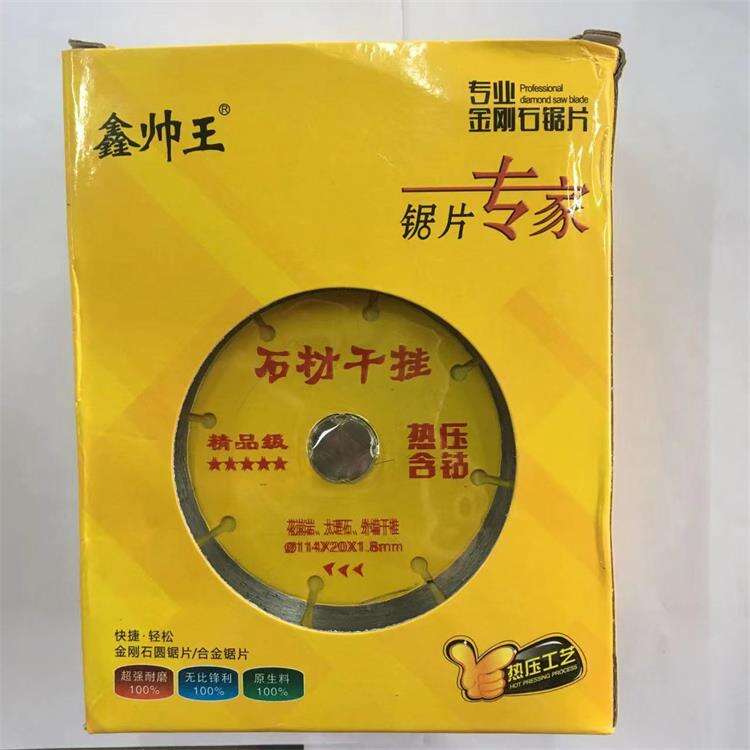 鑫帅王®
专业 Professional diamond saw blade
金刚石锯片
锯片专家
石材干挂
精品级
★★★★★
热压
含钴
花岗岩、大理石、外墙干挂
Ø114X20X1.8mm
快捷·轻松
金刚石圆锯片/合金锯片
超强耐磨
100%
无比锋利
100%
原生料
100%
热压工艺
HOT PRESSING PROCESS